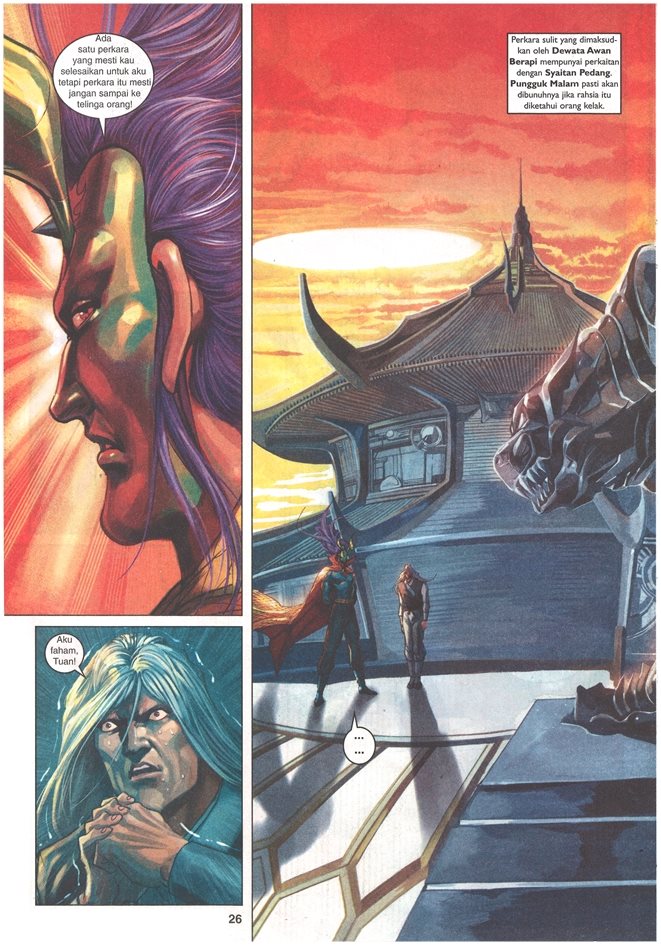 Ada
satu perkara
yang mesti kau
selesaikan untuk aku
tetapi perkara itu mesti
jangan sampai ke
telinga orang!
Aku
faham,
Tuan!
Perkara sulit yang dimaksud-
kan oleh Dewata Awan
Berapi mempunyai perkaitan
dengan Syaitan Pedang.
Pungguk Malam pasti akan
dibunuhnya jika rahsia itu
diketahui orang kelak.
...
...
26